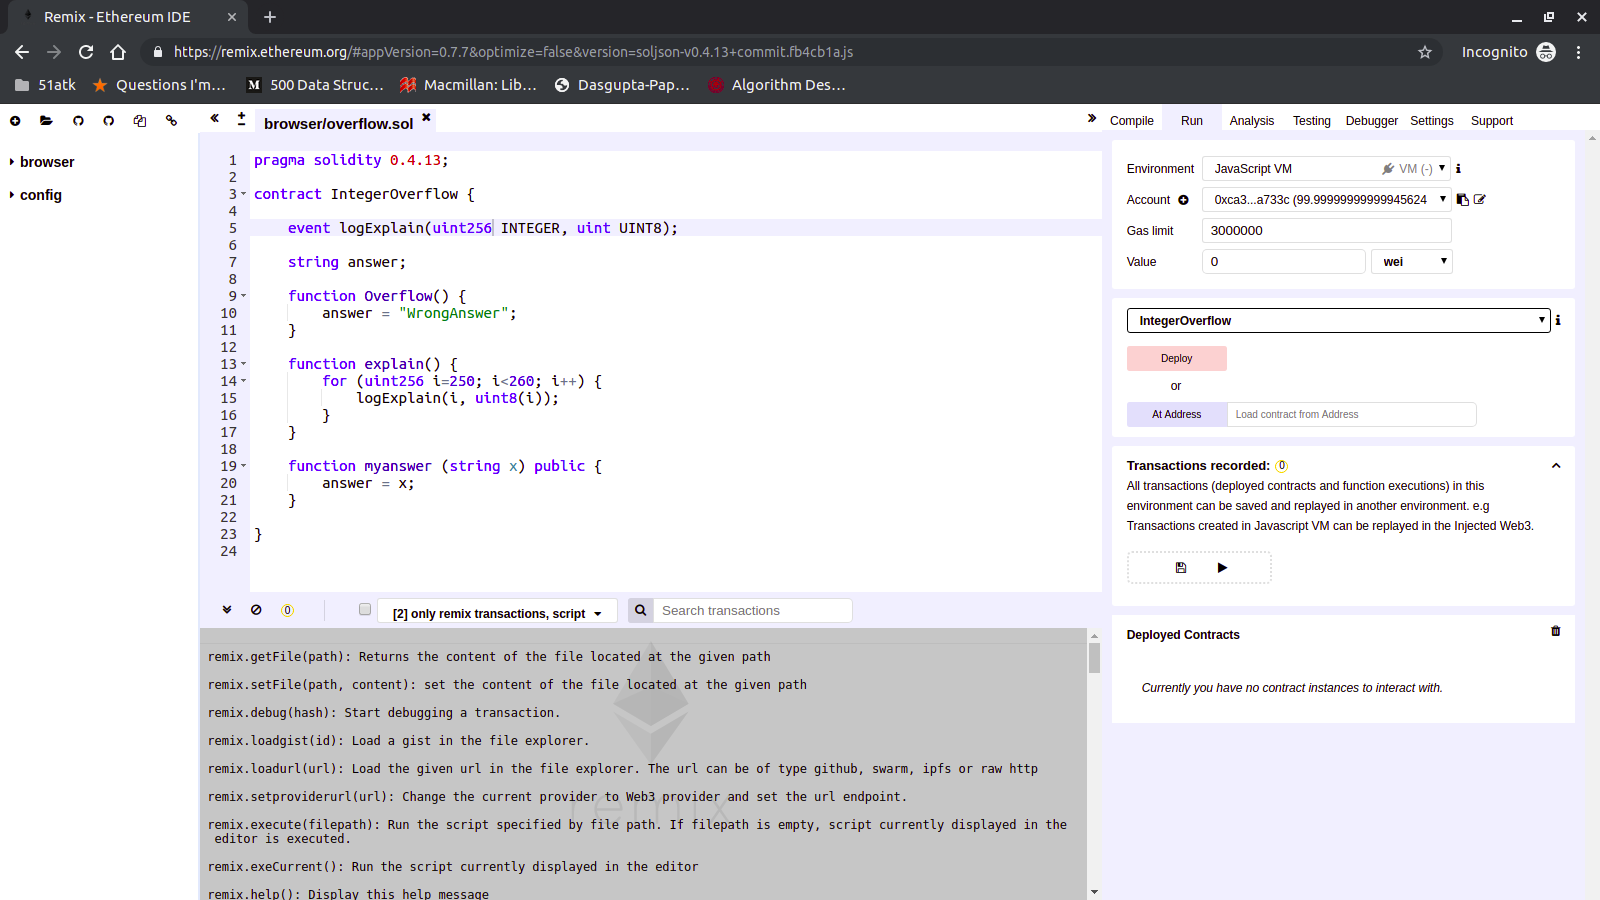 Remix - Ethereum IDE
https://remix.ethereum.org/#appVersion=0.7.7&optimize=false&version=soljson-v0.4.13+commit.fb4cb1a.js
Incognito
51atk
Questions I'm...
M
500 Data Struc...
Macmillan: Lib...
Dasgupta-Pap...
Algorithm Des...
browser
config
browser/overflow.sol
1 pragma solidity 0.4.13;
2
3 contract IntegerOverflow {
4
5 event logExplain(uint256 INTEGER, uint UINT8);
6
7 string answer;
8
9 function Overflow() {
10 answer = "WrongAnswer";
11 }
12
13 function explain() {
14 for (uint256 i=250; i<260; i++) {
15 logExplain(i, uint8(i));
16 }
17 }
18
19 function myanswer (string x) public {
20 answer = x;
21 }
22
23 }
24
0
[2] only remix transactions, script
Search transactions
remix.getFile(path): Returns the content of the file located at the given path
remix.setFile(path, content): set the content of the file located at the given path
remix.debug(hash): Start debugging a transaction.
remix.loadgist(id): Load a gist in the file explorer.
remix.loadurl(url): Load the given url in the file explorer. The url can be of type github, swarm, ipfs or raw http
remix.setproviderurl(url): Change the current provider to Web3 provider and set the url endpoint.
remix.execute(filepath): Run the script specified by file path. If filepath is empty, script currently displayed in the
editor is executed.
remix.exeCurrent(): Run the script currently displayed in the editor
remix.help(): Display this help message
remix
Compile Run Analysis Testing Debugger Settings Support
Environment JavaScript VM VM (-)
Account 0xca3...a733c (99.99999999999945624
Gas limit 3000000
Value 0 wei
IntegerOverflow
Deploy
or
At Address Load contract from Address
Transactions recorded: 0
All transactions (deployed contracts and function executions) in this
environment can be saved and replayed in another environment. e.g
Transactions created in Javascript VM can be replayed in the Injected Web3.
Deployed Contracts
Currently you have no contract instances to interact with.